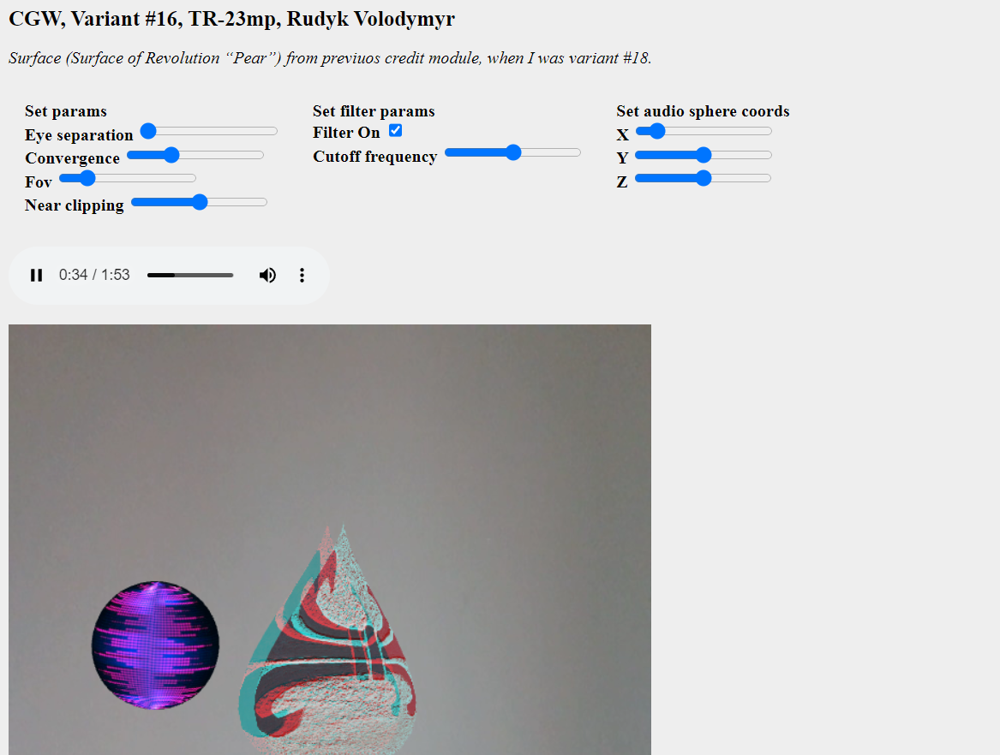 CGW, Variant #16, TR-23mp, Rudyk Volodymyr
Surface (Surface of Revolution “Pear”) from previuos credit module, when I was variant #18.
Set params
Eye separation
Convergence
Fov
Near clipping
Set filter params
Filter On
Cutoff frequency
Set audio sphere coords
X
Y
Z
0:34 / 1:53